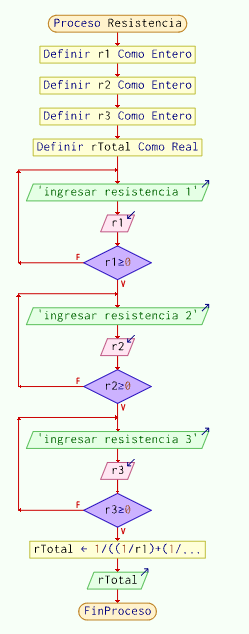 Proceso Resistencia
Definir r1 Como Entero
Definir r2 Como Entero
Definir r3 Como Entero
Definir rTotal Como Real
'ingresar resistencia 1'
r1
r1≥0
F
V
'ingresar resistencia 2'
r2
r2≥0
F
V
'ingresar resistencia 3'
r3
r3≥0
F
V
rTotal ← 1/((1/r1)+(1/...
rTotal
FinProceso